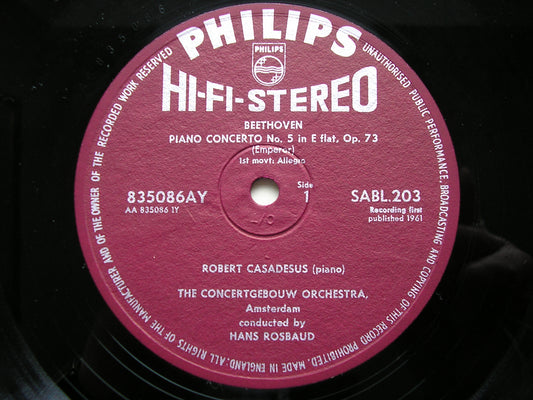 PHILIPS
PHILIPS
HI-FI-STEREO
BEETHOVEN
PIANO CONCERTO No. 5 in E flat, Op. 73
(Emperor)
1st movt: Allegro
835086AY
AA 835086 1Y
Side
1
SABL.203
Recording first
published 1961
ROBERT CASADESUS (piano)
THE CONCERTGEBOUW ORCHESTRA,
Amsterdam
conducted by
HANS ROSBAUD
MADE IN ENGLAND. ALL RIGHTS OF THE MANUFACTURER AND OF THE OWNER OF THE RECORDED WORK RESERVED
UNAUTHORISED PUBLIC PERFORMANCE, BROADCASTING AND COPYING OF THIS RECORD PROHIBITED.